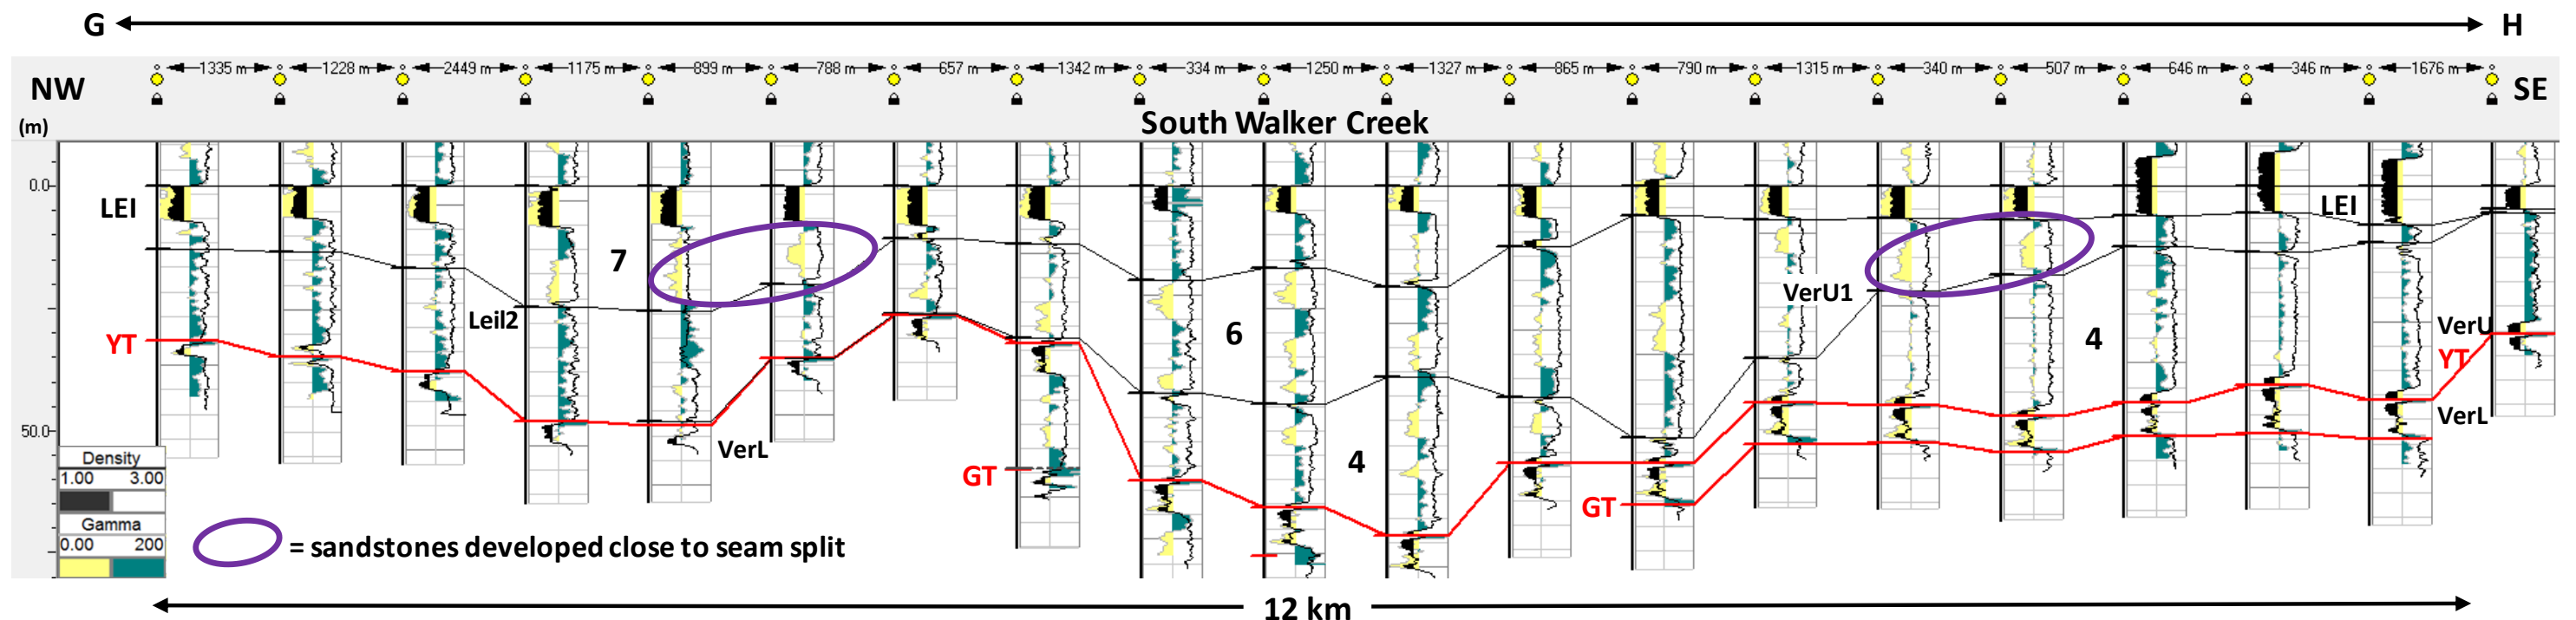 G H
1335 m 1228 m 2449 m 1175 m 899 m 788 m 657 m 1342 m 334 m 1250 m 1327 m 865 m 790 m 1315 m 340 m 507 m 646 m 346 m 1676 m
NW SE
(m) South Walker Creek
0.0
LEI LEI
7
VerU1
Leil2
6 4 VerU
YT YT
VerL
50.0 VerL
4
Density
1.00 3.00 GT
GT
Gamma
0.00 200 = sandstones developed close to seam split
12 km